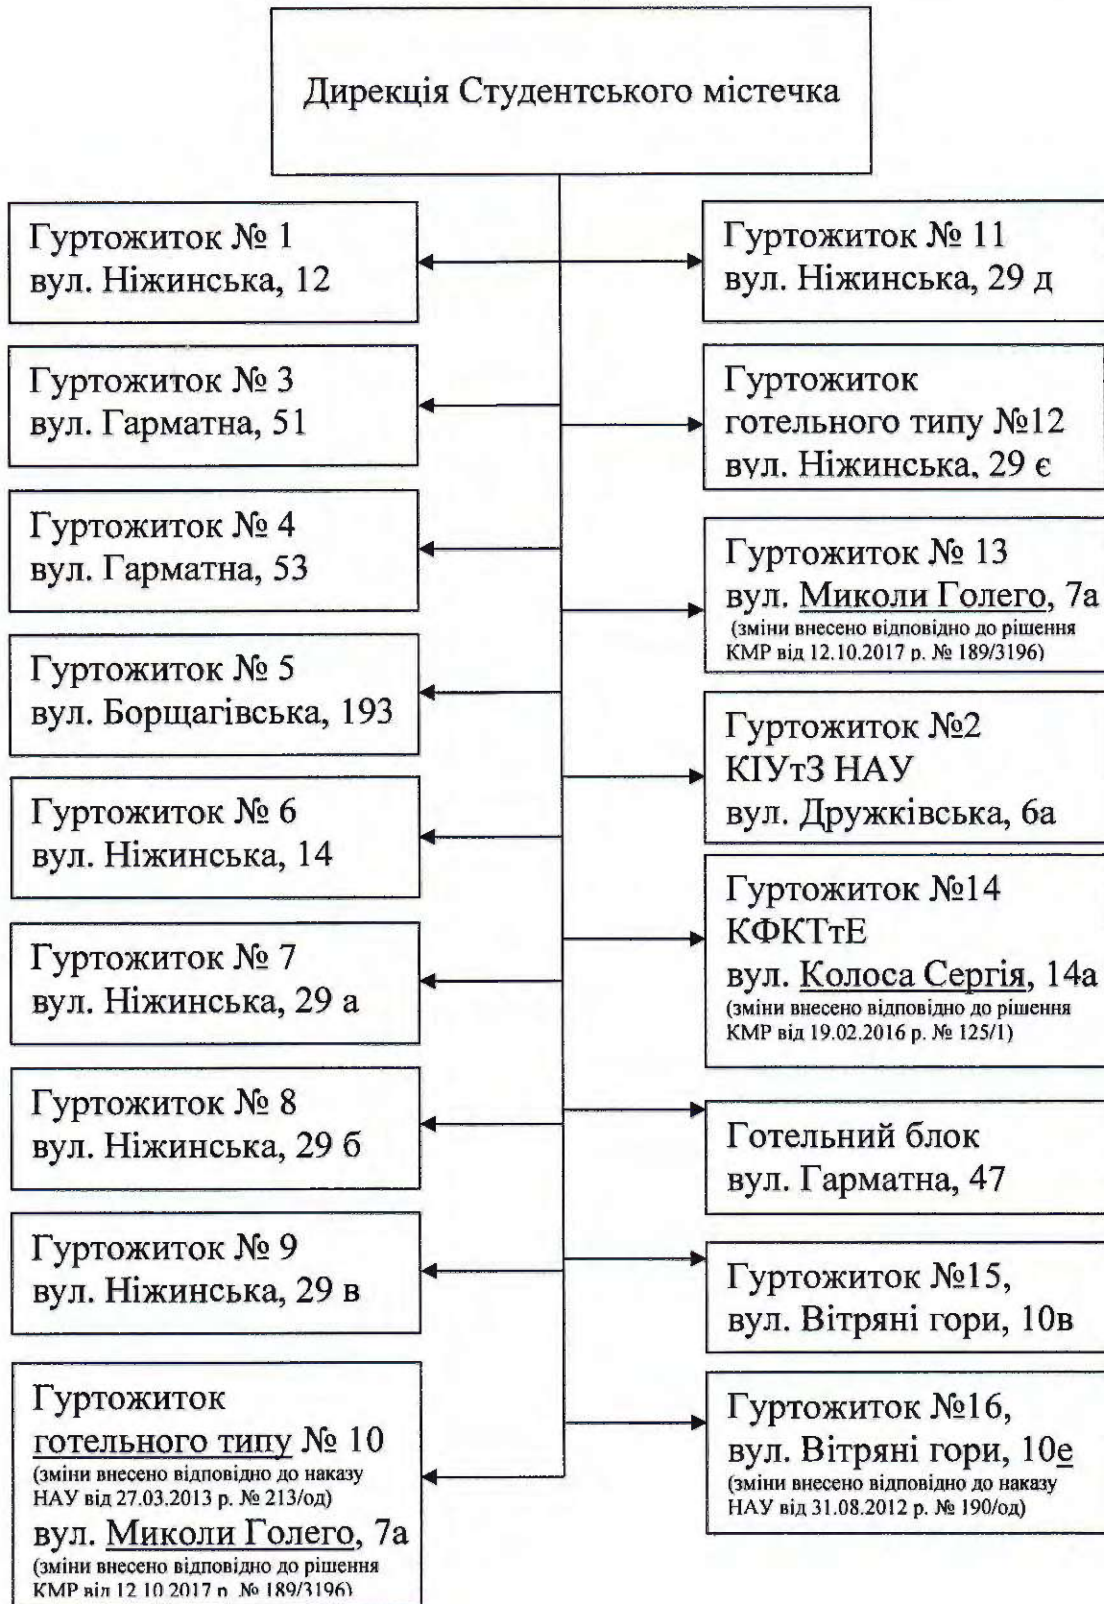 Дирекція Студентського містечка
Гуртожиток № 1
вул. Ніжинська, 12
Гуртожиток № 3
вул. Гарматна, 51
Гуртожиток № 4
вул. Гарматна, 53
Гуртожиток № 5
вул. Борщагівська, 193
Гуртожиток № 6
вул. Ніжинська, 14
Гуртожиток № 7
вул. Ніжинська, 29 а
Гуртожиток № 8
вул. Ніжинська, 29 б
Гуртожиток № 9
вул. Ніжинська, 29 в
Гуртожиток
готельного типу № 10
(зміни внесено відповідно до наказу
НАУ від 27.03.2013 р. № 213/од)
вул. Миколи Голего, 7а
(зміни внесено відповідно до рішення
КМР від 12.10.2017 р. № 189/3196)
Гуртожиток № 11
вул. Ніжинська, 29 д
Гуртожиток
готельного типу №12
вул. Ніжинська, 29 є
Гуртожиток № 13
вул. Миколи Голего, 7а
(зміни внесено відповідно до рішення
КМР від 12.10.2017 р. № 189/3196)
Гуртожиток №2
КІУтЗ НАУ
вул. Дружківська, 6а
Гуртожиток №14
КФКТтЕ
вул. Колоса Сергія, 14а
(зміни внесено відповідно до рішення
КМР від 19.02.2016 р. № 125/1)
Готельний блок
вул. Гарматна, 47
Гуртожиток №15,
вул. Вітряні гори, 10в
Гуртожиток №16,
вул. Вітряні гори, 10е
(зміни внесено відповідно до наказу
НАУ від 31.08.2012 р. № 190/од)